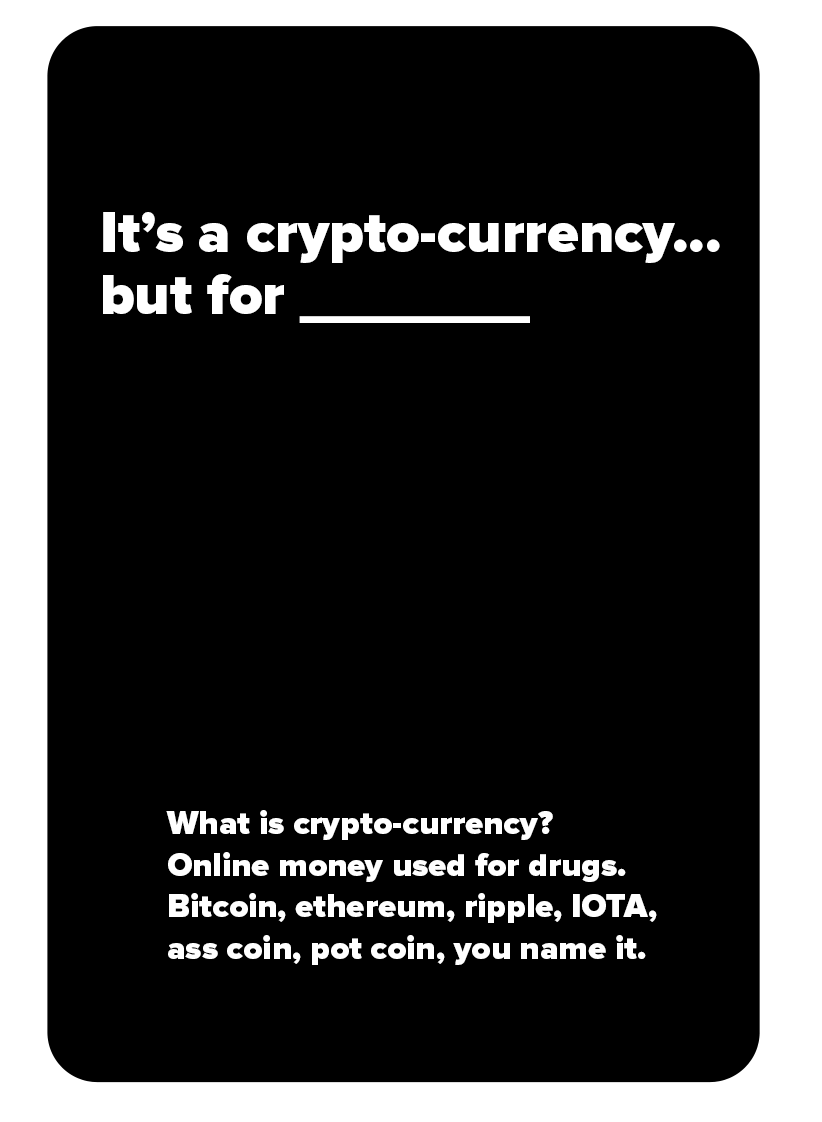 It’s a crypto-currency...
but for ________
What is crypto-currency?
Online money used for drugs.
Bitcoin, ethereum, ripple, IOTA,
ass coin, pot coin, you name it.